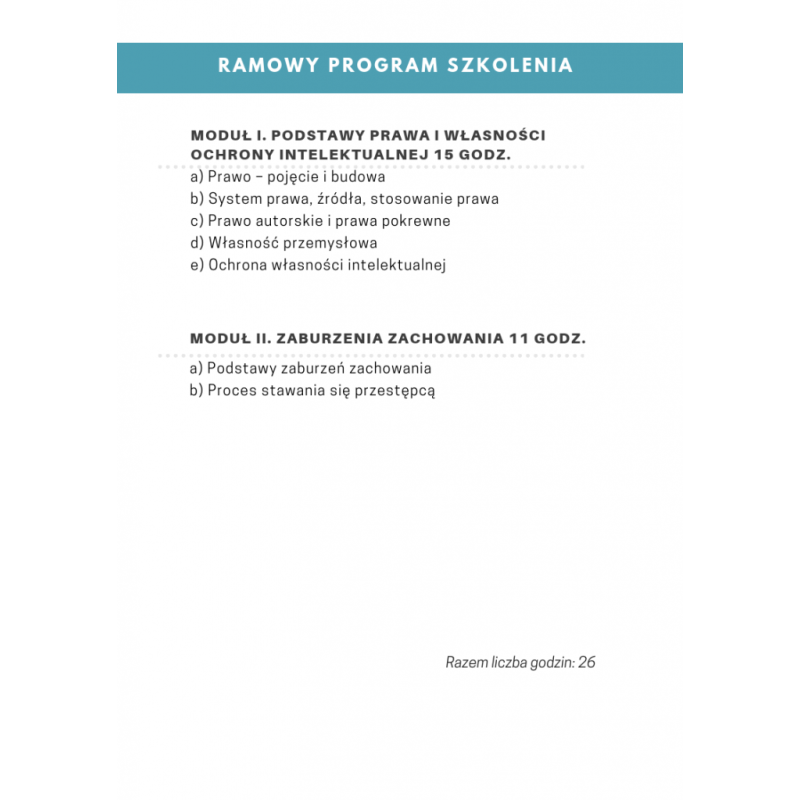 RAMOWY PROGRAM SZKOLENIA
MODUŁ I. PODSTAWY PRAWA I WŁASNOŚCI
OCHRONY INTELEKTUALNEJ 15 GODZ.
a) Prawo – pojęcie i budowa
b) System prawa, źródła, stosowanie prawa
c) Prawo autorskie i prawa pokrewne
d) Własność przemysłowa
e) Ochrona własności intelektualnej
MODUŁ II. ZABURZENIA ZACHOWANIA 11 GODZ.
a) Podstawy zaburzeń zachowania
b) Proces stawania się przestępcą
Razem liczba godzin: 26